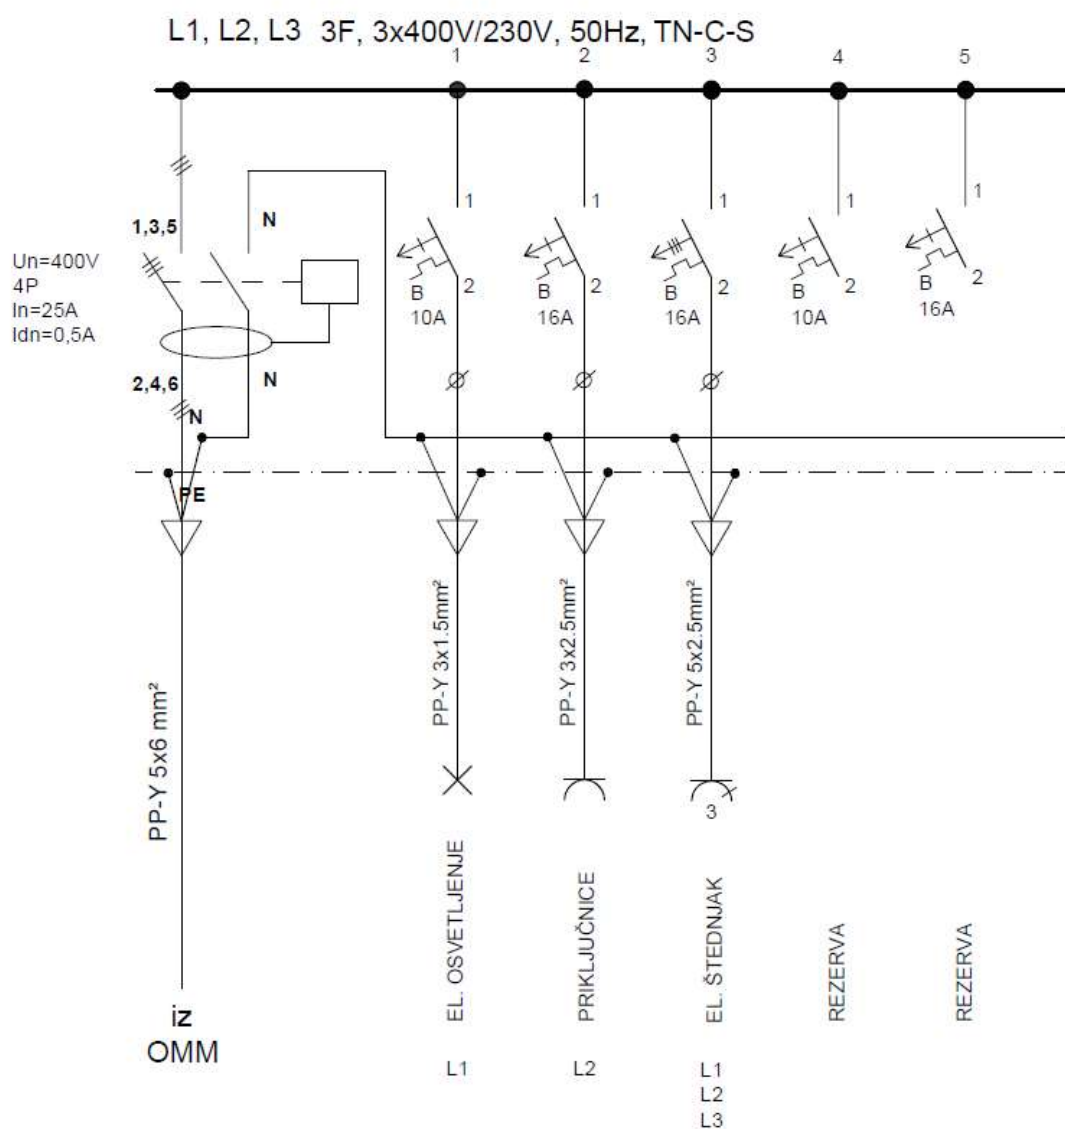 L1, L2, L3 3F, 3x400V/230V, 50Hz, TN-C-S
1
2
3
4
5
1,3,5
N
Un=400V
4P
In=25A
Idn=0,5A
2,4,6
N
N
PE
1
2
B
10A
1
2
B
16A
1
2
B
16A
1
2
B
10A
1
2
B
16A
PP-Y 5x6 mm²
PP-Y 3x1.5mm²
PP-Y 3x2.5mm²
PP-Y 5x2.5mm²
3
iz
OMM
EL. OSVETLJENJE
PRIKLJUČNICE
EL. ŠTEDNJAK
REZERVA
REZERVA
L1
L2
L1
L2
L3